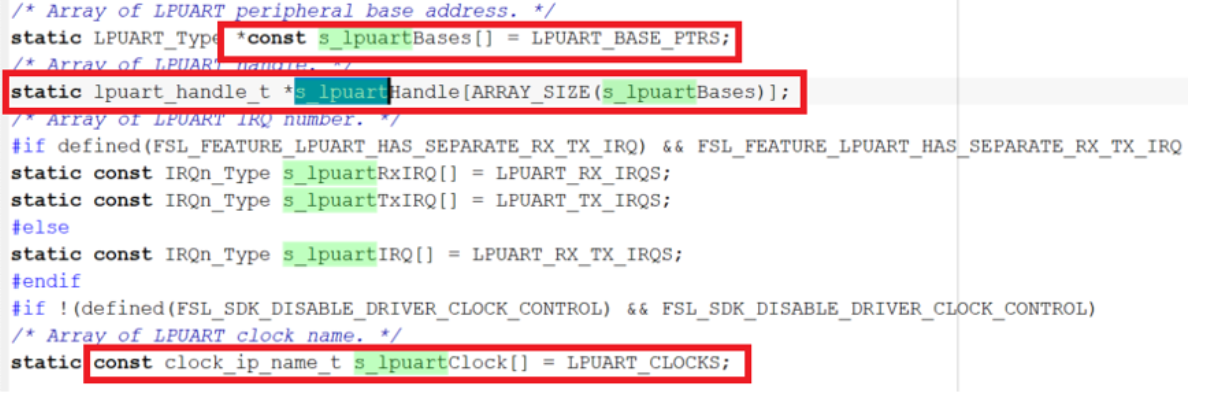 /* Array of LPUART peripheral base address. */
static LPUART_Type *const s_lpuartBases[] = LPUART_BASE_PTRS;
/* Array of LPUART handle. */
static lpuart_handle_t *s_lpuartHandle[ARRAY_SIZE(s_lpuartBases)];
/* Array of LPUART IRQ number. */
#if defined(FSL_FEATURE_LPUART_HAS_SEPARATE_RX_TX_IRQ) && FSL_FEATURE_LPUART_HAS_SEPARATE_RX_TX_IRQ
static const IRQn_Type s_lpuartRxIRQ[] = LPUART_RX_IRQS;
static const IRQn_Type s_lpuartTxIRQ[] = LPUART_TX_IRQS;
#else
static const IRQn_Type s_lpuartIRQ[] = LPUART_RX_TX_IRQS;
#endif
#if !(defined(FSL_SDK_DISABLE_DRIVER_CLOCK_CONTROL) && FSL_SDK_DISABLE_DRIVER_CLOCK_CONTROL)
/* Array of LPUART clock name. */
static const clock_ip_name_t s_lpuartClock[] = LPUART_CLOCKS;